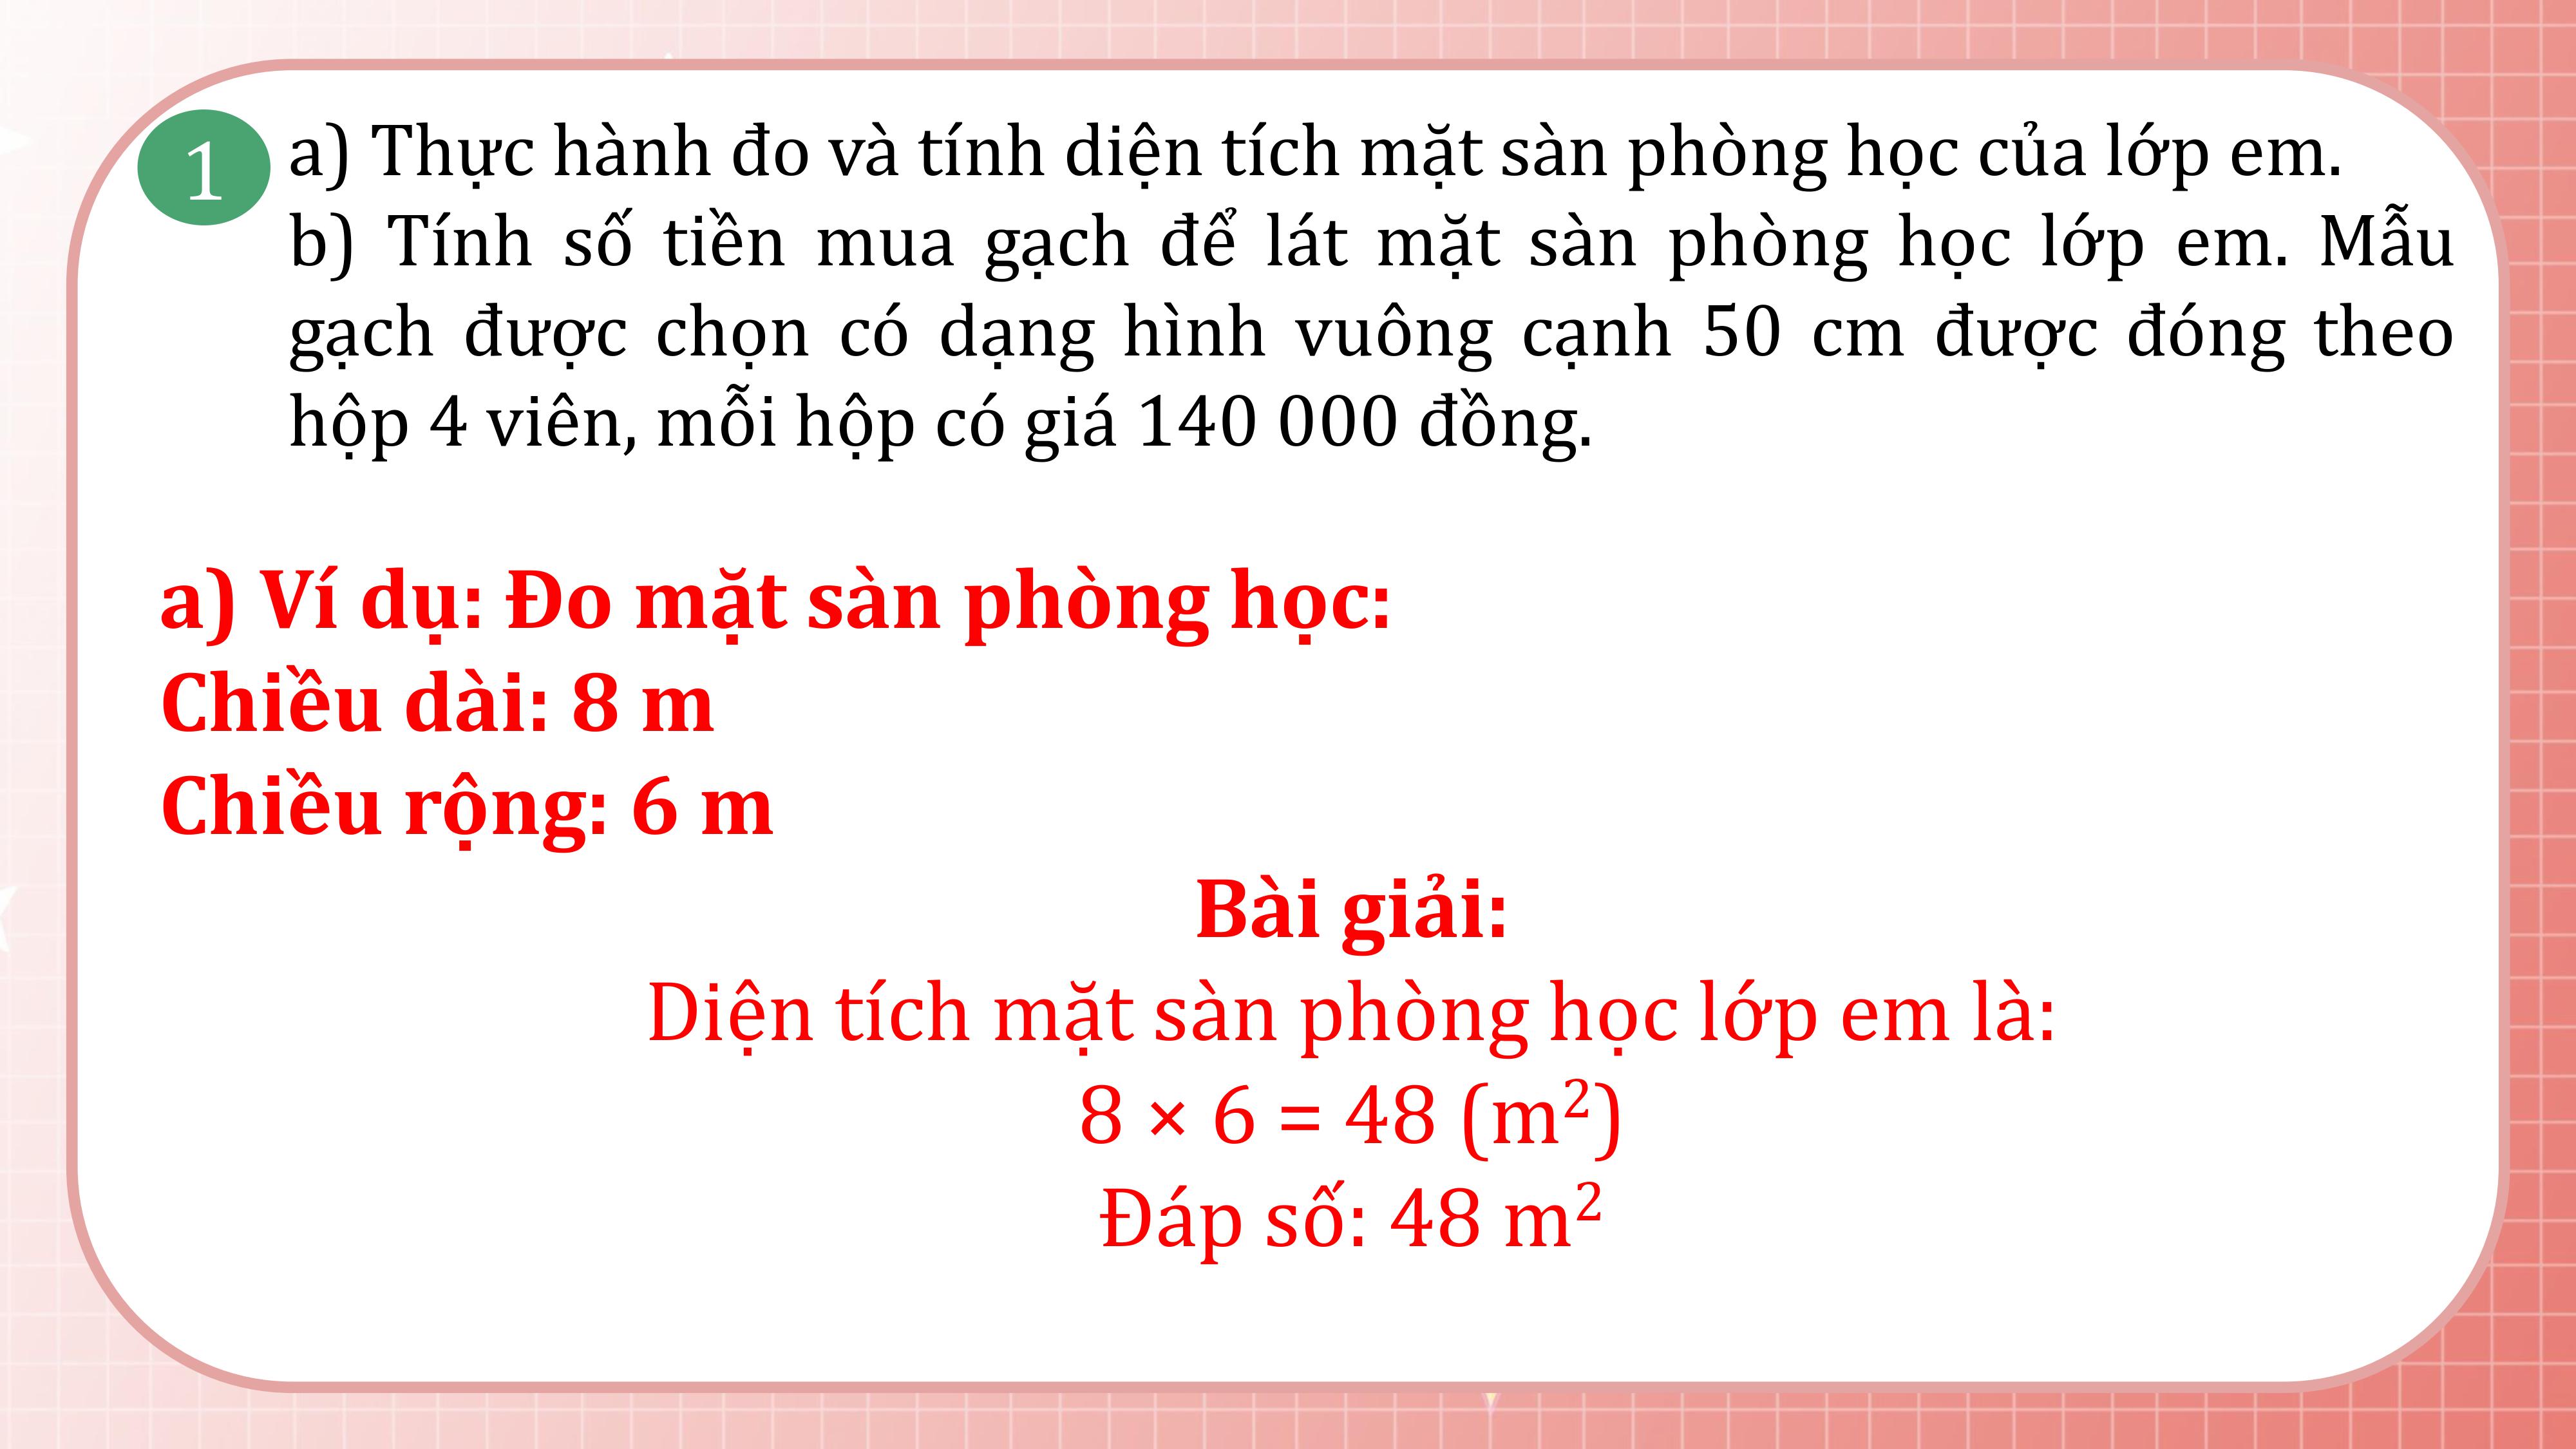 1
a) Thực hành đo và tính diện tích mặt sàn phòng học của lớp em.
b) Tính số tiền mua gạch để lát mặt sàn phòng học lớp em. Mẫu
gạch được chọn có dạng hình vuông cạnh 50 cm được đóng theo
hộp 4 viên, mỗi hộp có giá 140 000 đồng.
a) Ví dụ: Đo mặt sàn phòng học:
Chiều dài: 8 m
Chiều rộng: 6 m
Bài giải:
Diện tích mặt sàn phòng học lớp em là:
8 × 6 = 48 (m²)
Đáp số: 48 m²